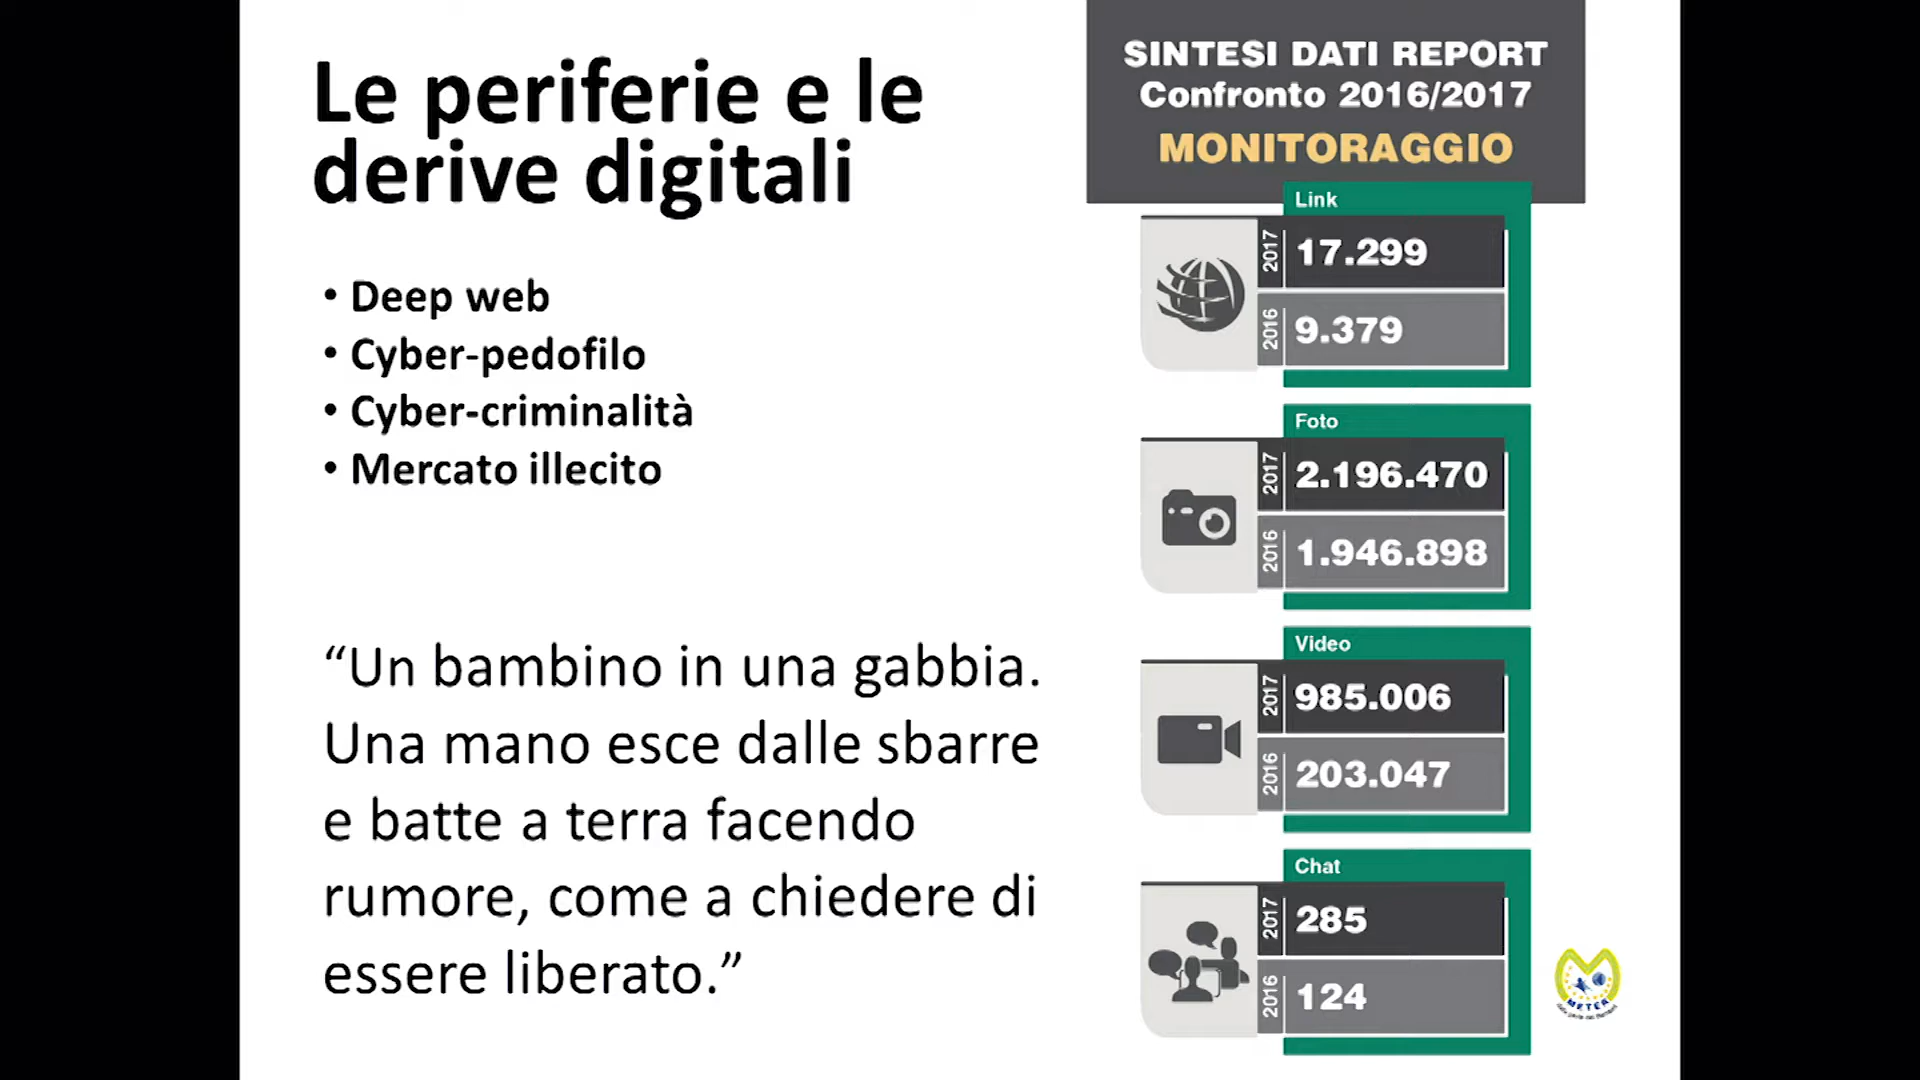 Le periferie e le
derive digitali
• Deep web
• Cyber-pedofilo
• Cyber-criminalità
• Mercato illecito
“Un bambino in una gabbia.
Una mano esce dalle sbarre
e batte a terra facendo
rumore, come a chiedere di
essere liberato.”
SINTESI DATI REPORT
Confronto 2016/2017
MONITORAGGIO
Link
2017 17.299
2016 9.379
Foto
2017 2.196.470
2016 1.946.898
Video
2017 985.006
2016 203.047
Chat
2017 285
2016 124
METER